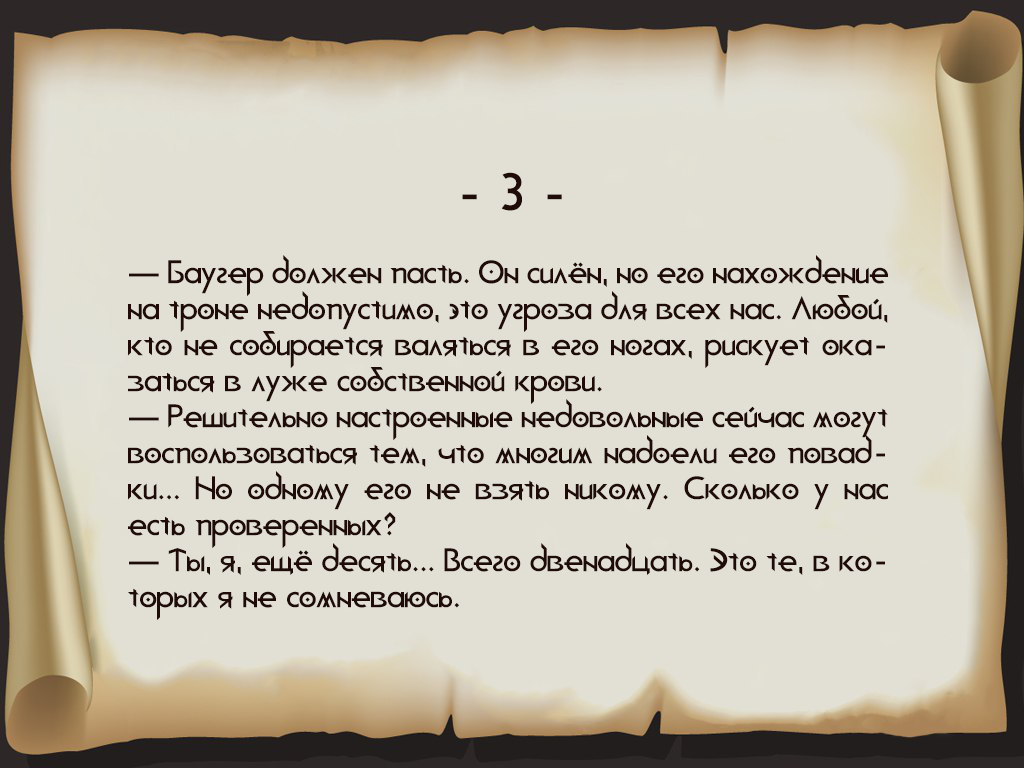 - 3 -
— Баугер должен пасть. Он силён, но его нахождение
на троне недопустимо, это угроза для всех нас. Любой,
кто не собирается валяться в его ногах, рискует ока-
заться в луже собственной крови.
— Решительно настроенные недовольные сейчас могут
воспользоваться тем, что многим надоели его повад-
ки... Но одному его не взять никому. Сколько у нас
есть проверенных?
— Ты, я, ещё десять... Всего двенадцать. Это те, в ко-
торых я не сомневаюсь.